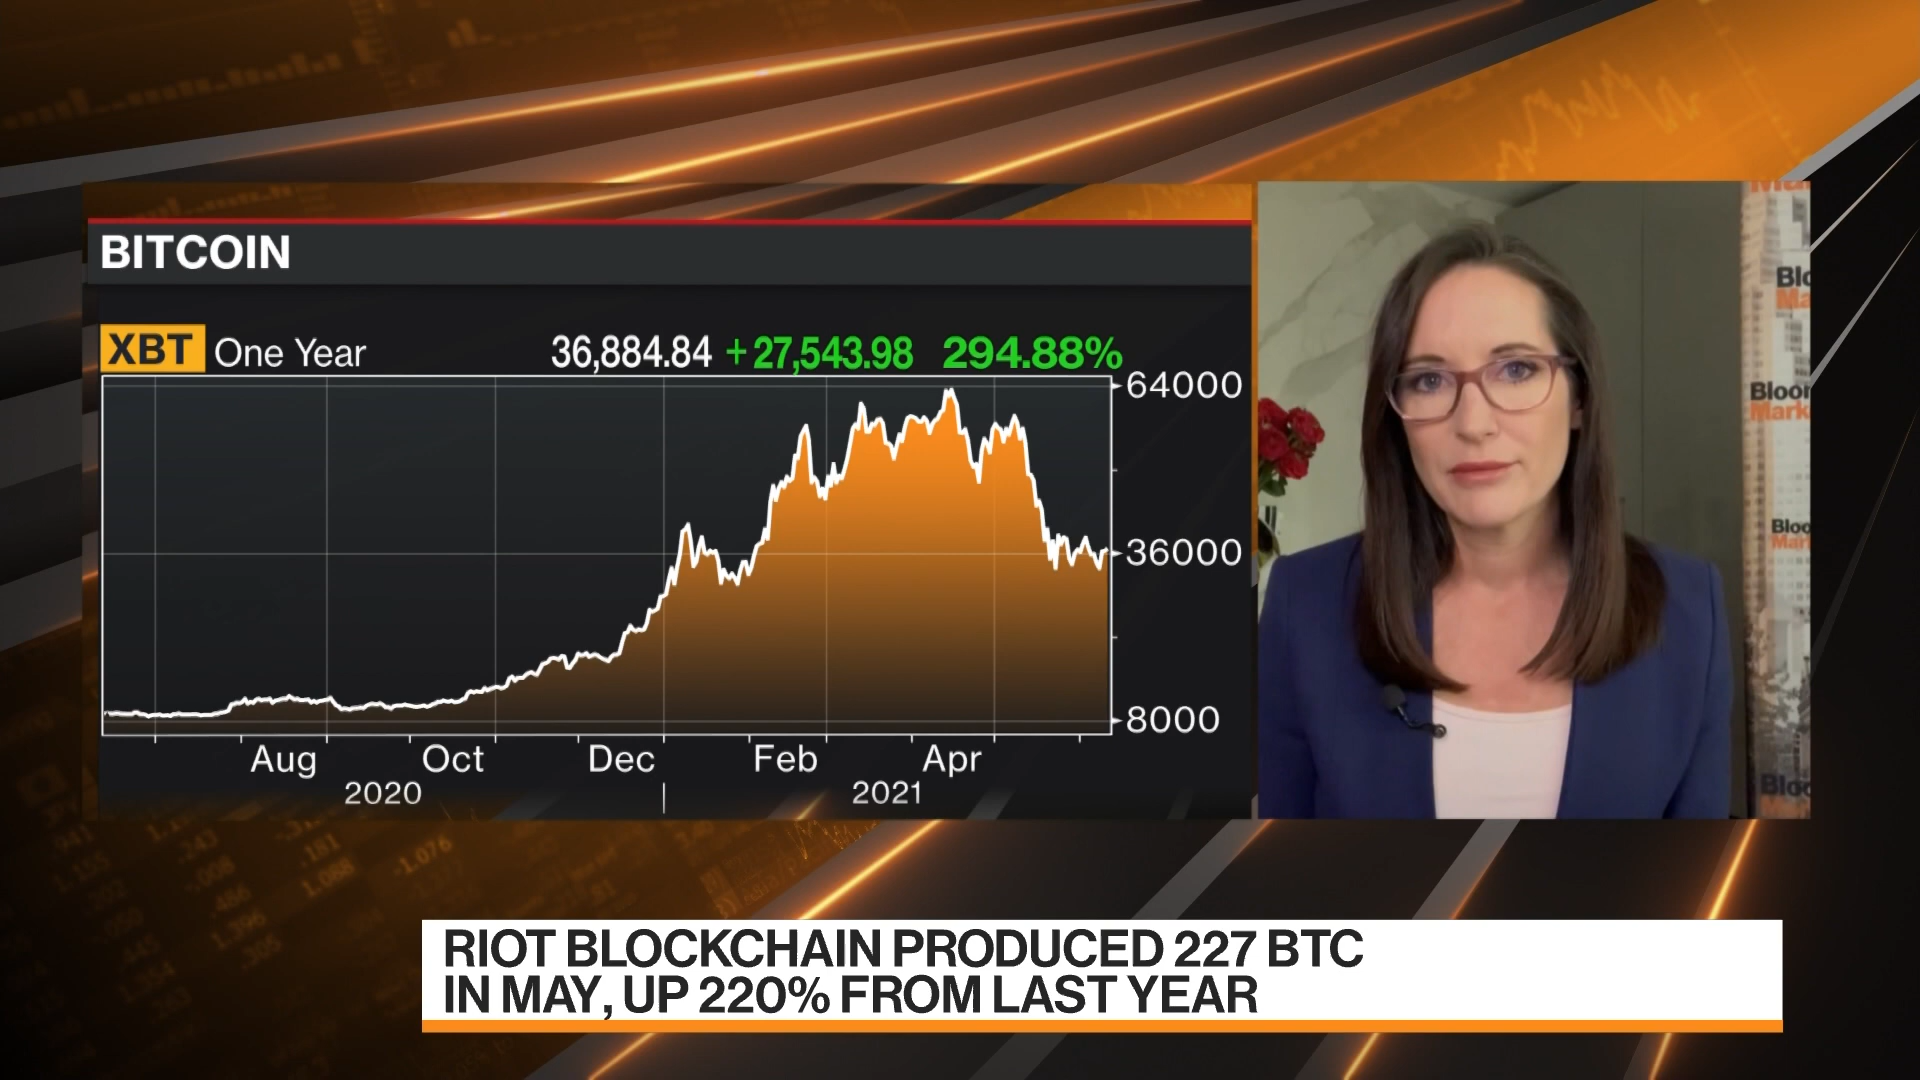 BITCOIN
XBT One Year 36,884.84 +27,543.98 294.88%
64000
36000
8000
Aug Oct Dec Feb Apr
2020 2021
RIOT BLOCKCHAIN PRODUCED 227 BTC
IN MAY, UP 220% FROM LAST YEAR